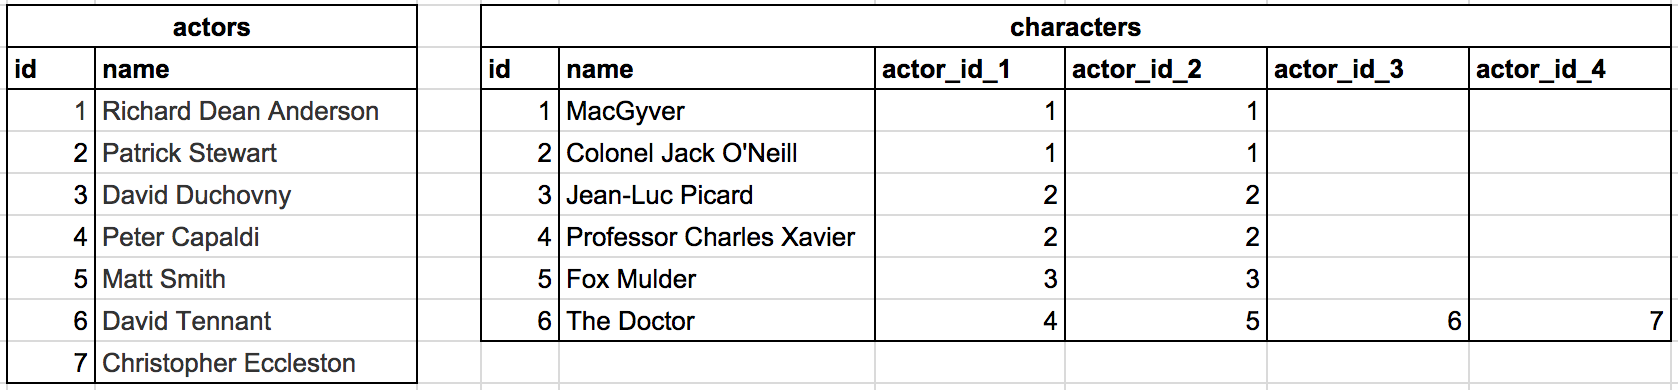 actors characters
id name id name actor_id_1 actor_id_2 actor_id_3 actor_id_4
1 Richard Dean Anderson 1 MacGyver 1 1
2 Patrick Stewart 2 Colonel Jack O'Neill 1 1
3 David Duchovny 3 Jean-Luc Picard 2 2
4 Peter Capaldi 4 Professor Charles Xavier 2 2
5 Matt Smith 5 Fox Mulder 3 3
6 David Tennant 6 The Doctor 4 5 6 7
7 Christopher Eccleston